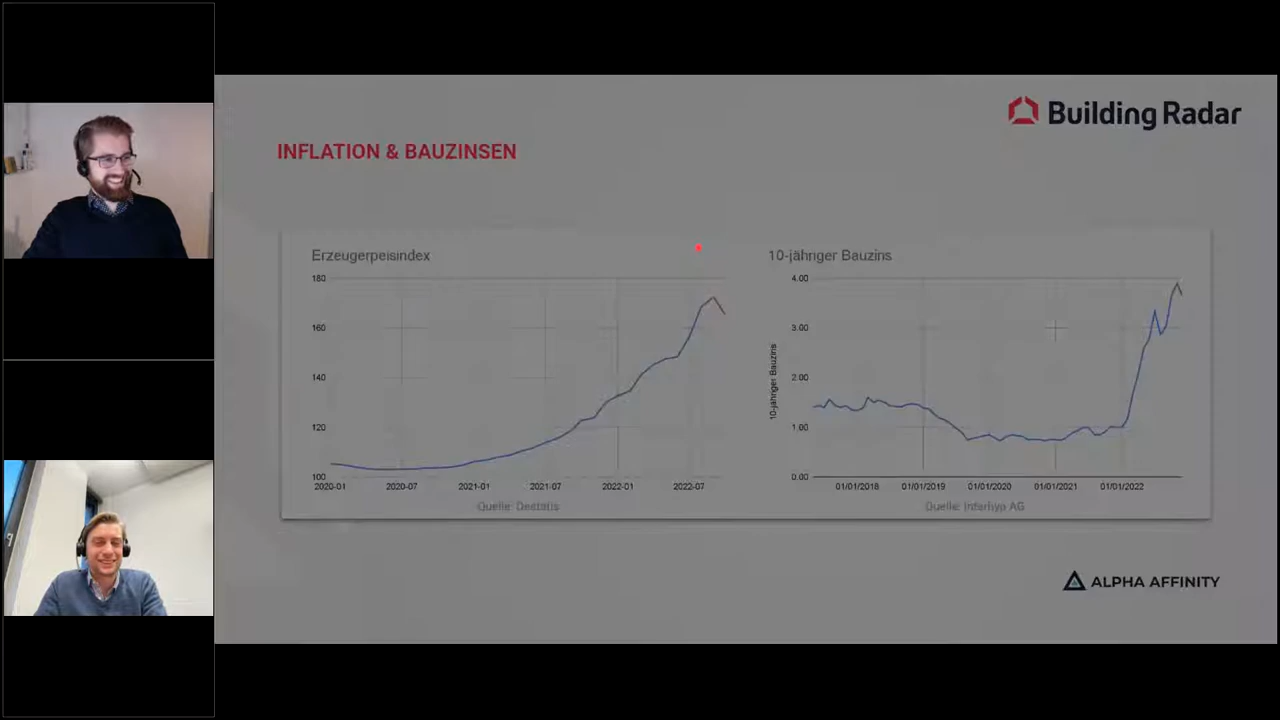 Building Radar
INFLATION & BAUZINSEN
Erzeugerpeisindex
180
160
140
120
100
2020-01
2020-07
2021-01
2021-07
2022-01
2022-07
Quelle: Destatis
10-jähriger Bauzins
10-jähriger Bauzins
4.00
3.00
2.00
1.00
0.00
01/01/2018
01/01/2019
01/01/2020
01/01/2021
01/01/2022
Quelle: Interhyp AG
ALPHA AFFINITY